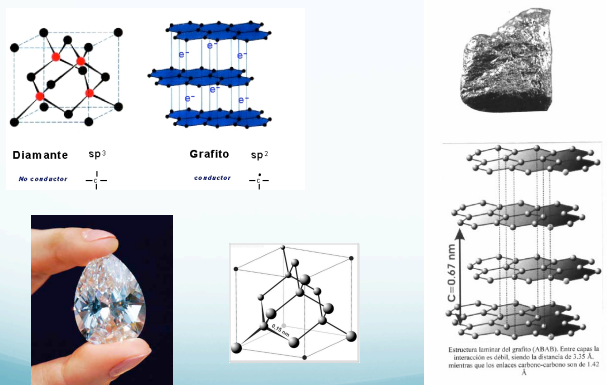 e⁻ e⁻ e⁻
e⁻ e⁻ e⁻
Diamante sp³
No conductor
C
Grafito sp²
conductor
C
0,15 nm
C=0.67 nm
Estructura laminar del grafito (ABAB). Entre capas la
interacción es débil, siendo la distancia de 3.35 Å,
mientras que los enlaces carbono-carbono son de 1.42
Å